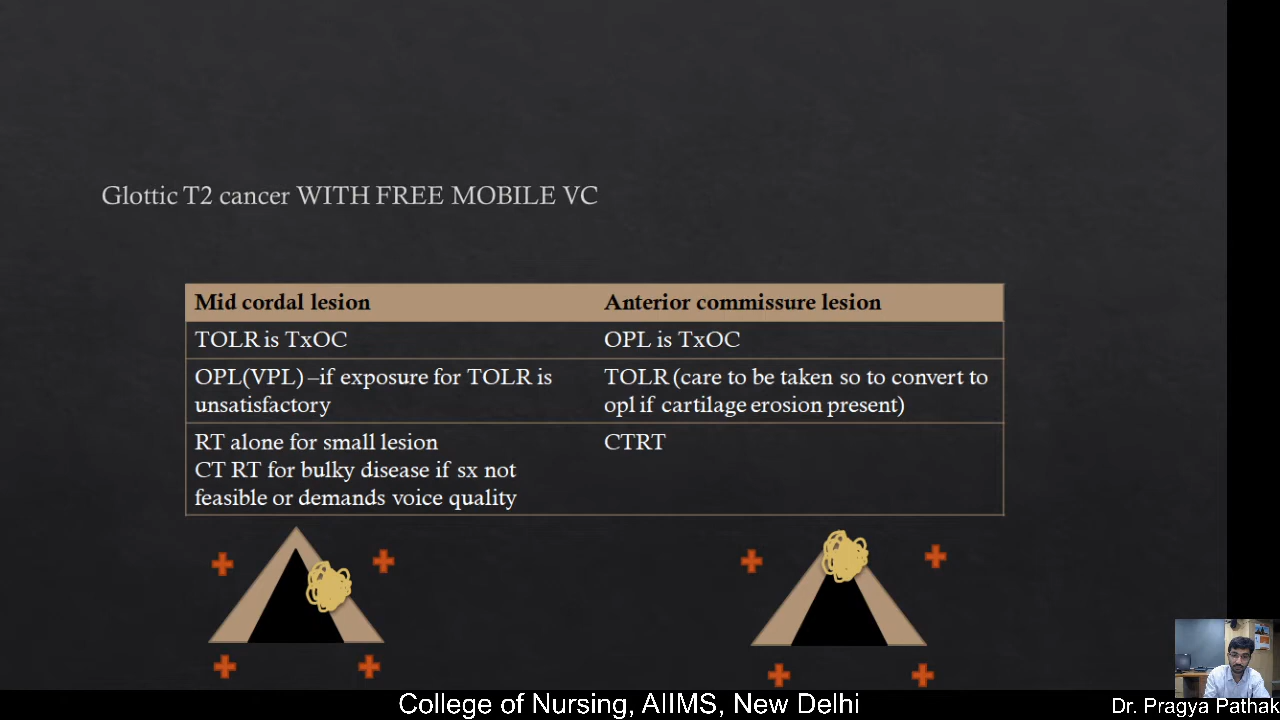 Glottic T2 cancer WITH FREE MOBILE VC
Mid cordal lesion
Anterior commissure lesion
TOLR is TxOC
OPL is TxOC
OPL(VPL) –if exposure for TOLR is
unsatisfactory
TOLR (care to be taken so to convert to
opl if cartilage erosion present)
RT alone for small lesion
CT RT for bulky disease if sx not
feasible or demands voice quality
CTRT
College of Nursing, AIIMS, New Delhi
Dr. Pragya Pathak